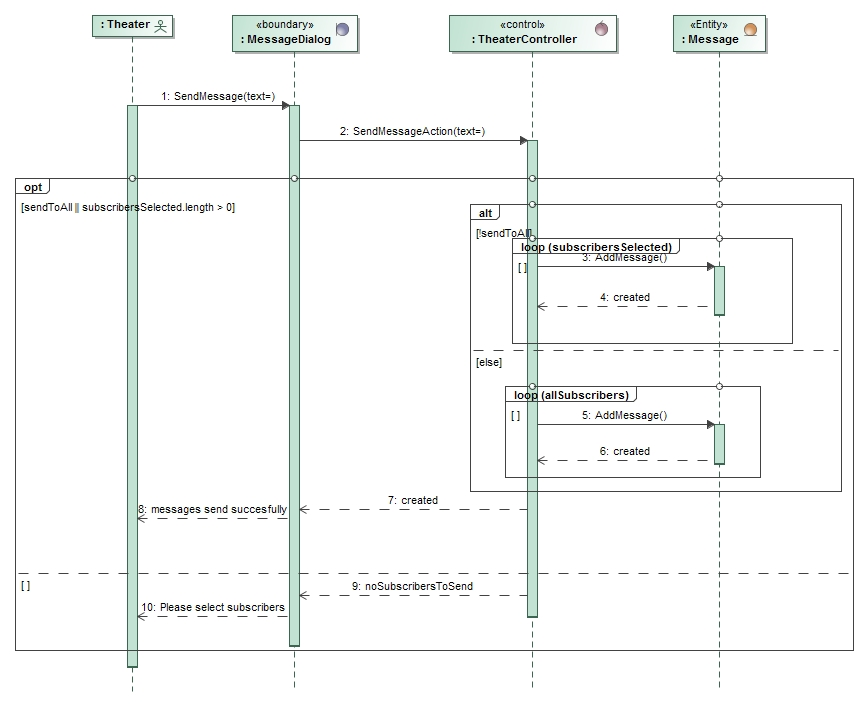 : Theater
«boundary»
: MessageDialog
«control»
: TheaterController
«Entity»
: Message
1: SendMessage(text=)
2: SendMessageAction(text=)
opt
[sendToAll || subscribersSelected.length > 0]
alt
[!sendToAll]
loop (subscribersSelected)
[ ]
3: AddMessage()
4: created
[else]
loop (allSubscribers)
[ ]
5: AddMessage()
6: created
7: created
8: messages send succesfully
[ ]
9: noSubscribersToSend
10: Please select subscribers